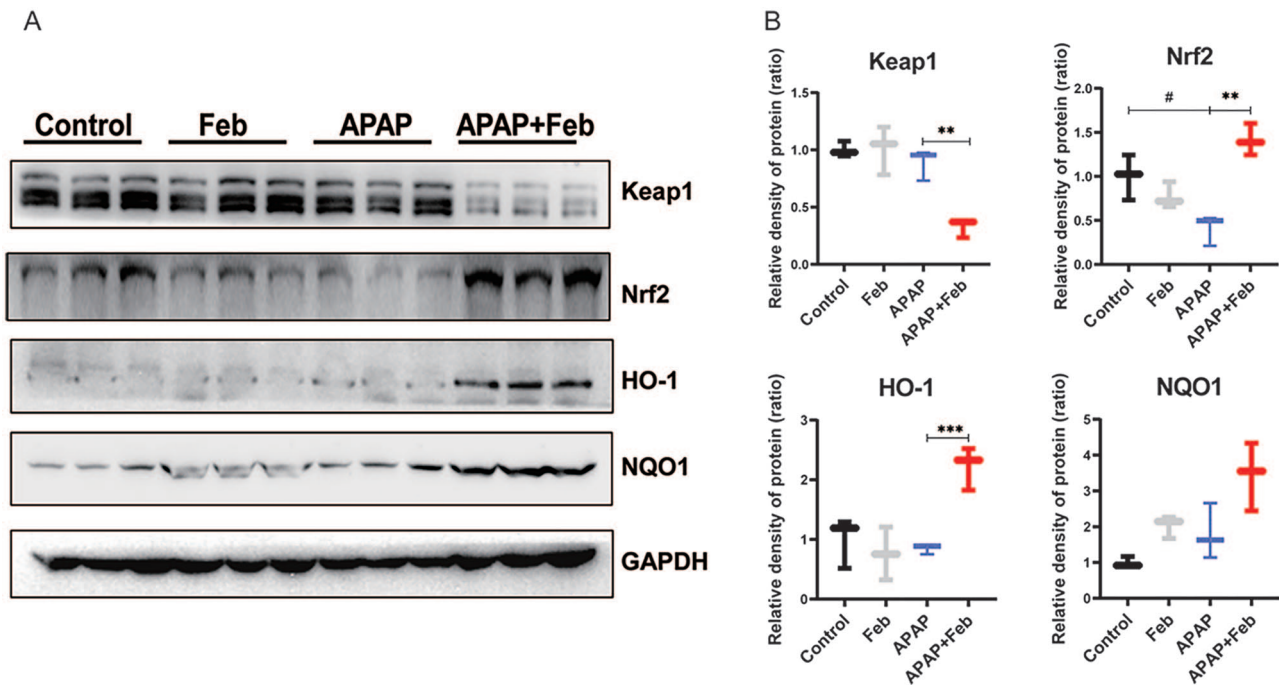 A
Control Feb APAP APAP+Feb
Keap1
Nrf2
HO-1
NQO1
GAPDH
B
Keap1
Relative density of protein (ratio)
1.5
1.0
0.5
0.0
**
Control Feb APAP APAP+Feb
Nrf2
Relative density of protein (ratio)
2.0
1.5
1.0
0.5
0.0
# **
Control Feb APAP APAP+Feb
HO-1
Relative density of protein (ratio)
3
2
1
0
***
Control Feb APAP APAP+Feb
NQO1
Relative density of protein (ratio)
5
4
3
2
1
0
Control Feb APAP APAP+Feb